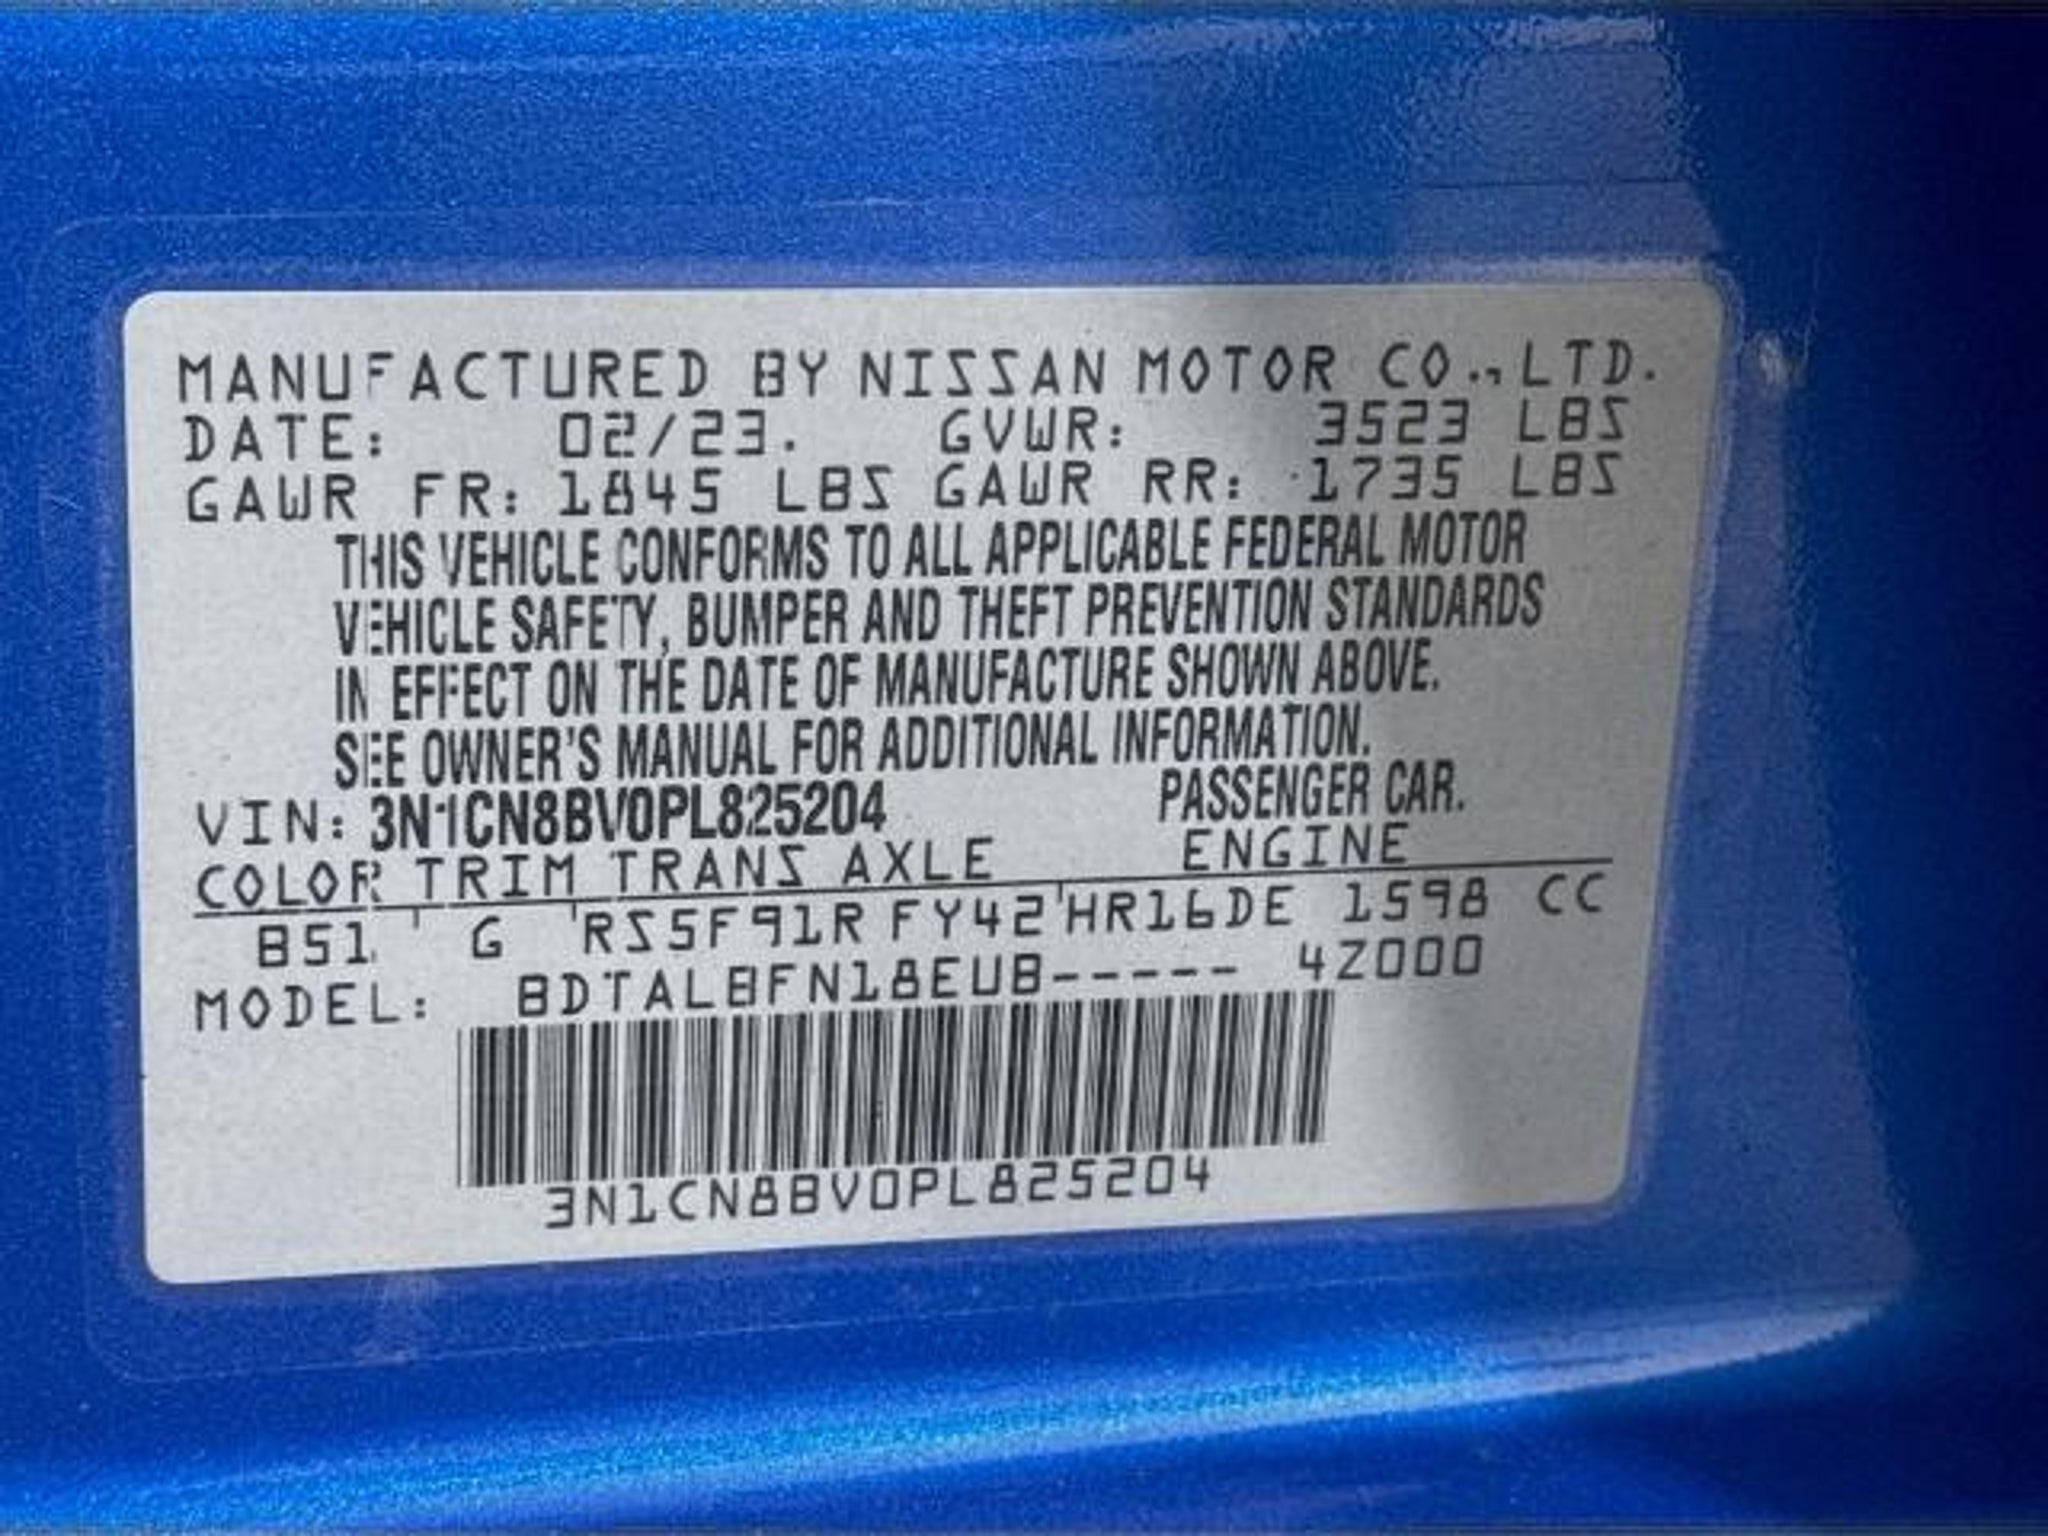 MANUFACTURED BY NISSAN MOTOR CO., LTD.
DATE: 02/23. GVWR: 3523 LBS
GAWR FR: 1845 LBS GAWR RR: 1735 LBS
THIS VEHICLE CONFORMS TO ALL APPLICABLE FEDERAL MOTOR
VEHICLE SAFETY, BUMPER AND THEFT PREVENTION STANDARDS
IN EFFECT ON THE DATE OF MANUFACTURE SHOWN ABOVE.
SEE OWNER'S MANUAL FOR ADDITIONAL INFORMATION.
VIN: 3N1CN8BV0PL825204 PASSENGER CAR.
COLOR TRIM TRANS AXLE ENGINE
B51 G RS5F91R FY42 HR16DE 1598 CC
MODEL: BDTALBFN18EUB----- 4Z000
3N1CN8BV0PL825204